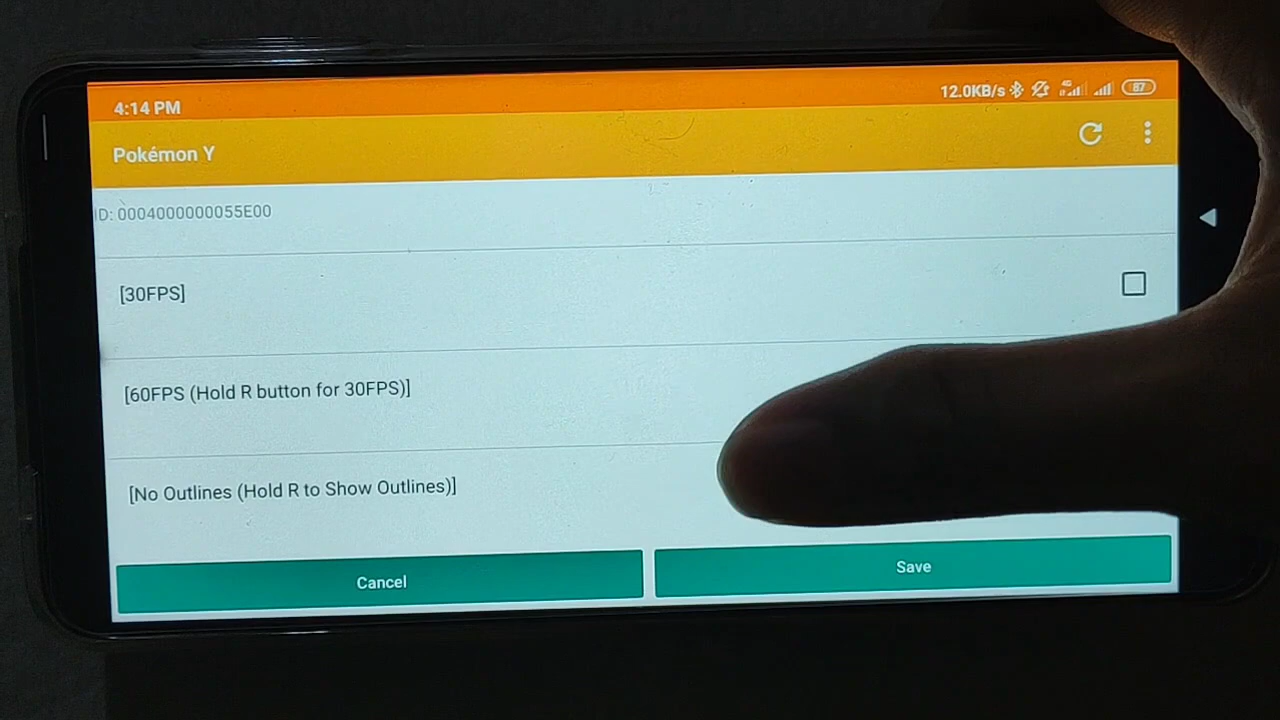 4:14 PM 12.0KB/s 4G 87
Pokémon Y
ID: 0004000000055E00
[30FPS]
[60FPS (Hold R button for 30FPS)]
[No Outlines (Hold R to Show Outlines)]
Cancel Save